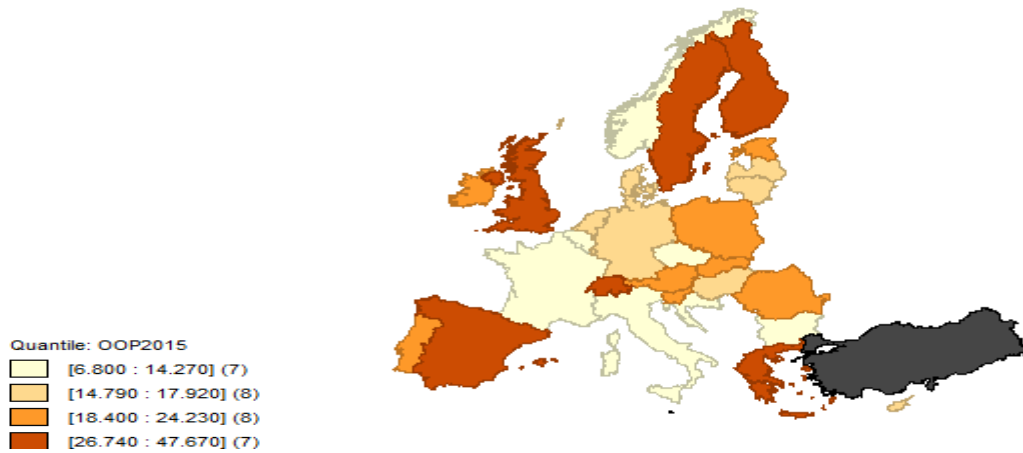 Quantile: OOP2015
[6.800 : 14.270] (7)
[14.790 : 17.920] (8)
[18.400 : 24.230] (8)
[26.740 : 47.670] (7)